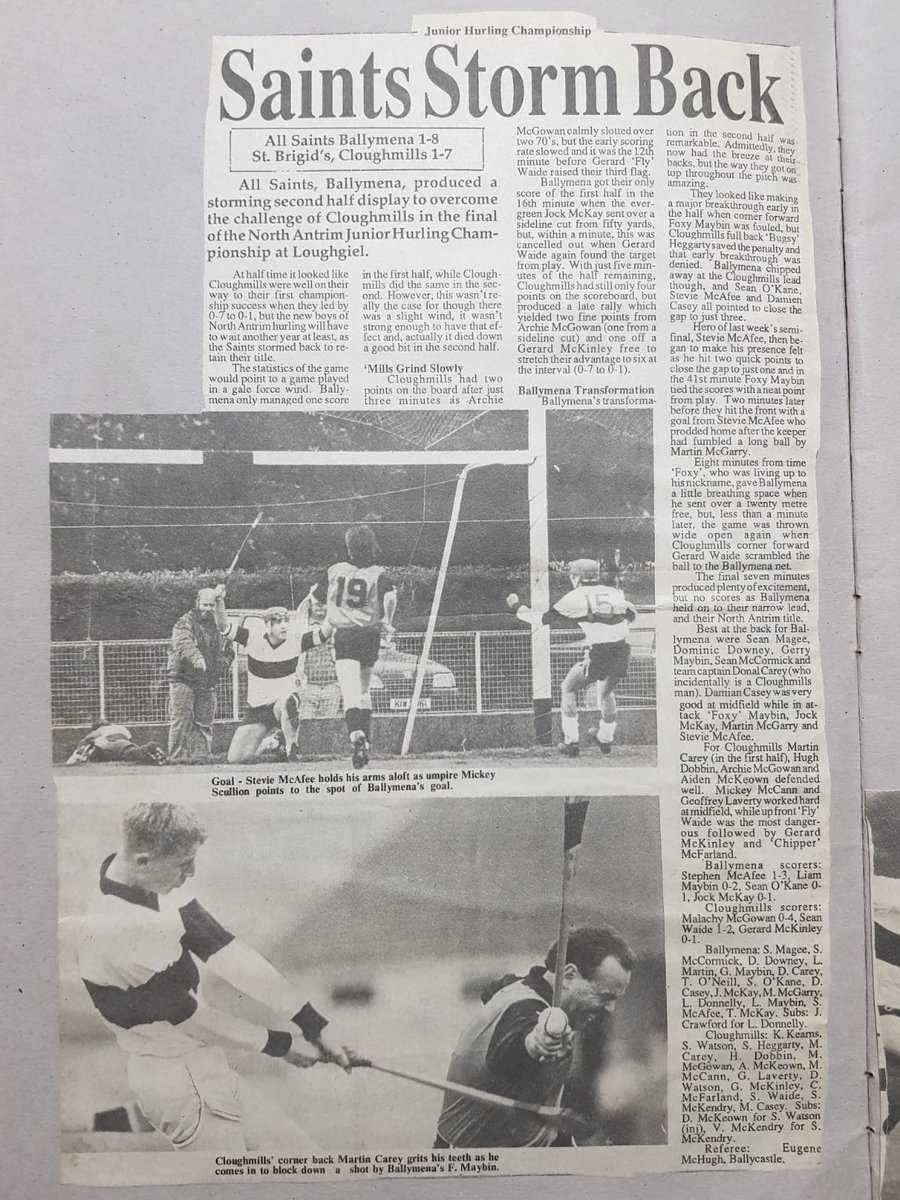 Junior Hurling Championship
Saints Storm Back
All Saints Ballymena 1-8
St. Brigid's, Cloughmills 1-7
All Saints, Ballymena, produced a
storming second half display to overcome
the challenge of Cloughmills in the final
of the North Antrim Junior Hurling Cham-
pionship at Loughgiel.
At half time it looked like
Cloughmills were well on their
way to their first champion-
ship success when they led by
0-7 to 0-1, but the new boys of
North Antrim hurling will have
to wait another year at least, as
the Saints stormed back to re-
tain their title.
The statistics of the game
would point to a game played
in a gale force wind. Bally-
mena only managed one score
in the first half, while Clough-
mills did the same in the sec-
ond. However, this wasn't re-
ally the case for though there
was a slight wind, it wasn't
strong enough to have that ef-
fect and, actually it died down
a good bit in the second half.
'Mills Grind Slowly
Cloughmills had two
points on the board after just
three minutes as Archie
McGowan calmly slotted over
two 70's, but the early scoring
rate slowed and it was the 12th
minute before Gerard 'Fly'
Waide raised their third flag.
Ballymena got their only
score of the first half in the
16th minute when the ever-
green Jock McKay sent over a
sideline cut from fifty yards,
but, within a minute, this was
cancelled out when Gerard
Waide again found the target
from play. With just five min-
utes of the half remaining,
Cloughmills had still only four
points on the scoreboard, but
produced a late rally which
yielded two fine points from
Archie McGowan (one from a
sideline cut) and one off a
Gerard McKinley free to
stretch their advantage to six at
the interval (0-7 to 0-1).
Ballymena Transformation
Ballymena's transforma-
tion in the second half was
remarkable. Admittedly, they
now had the breeze at their
backs, but the way they got on
top throughout the pitch was
amazing.
They looked like making
a major breakthrough early in
the half when corner forward
Foxy Maybin was fouled, but
Cloughmills full back 'Bugsy'
Heggarty saved the penalty and
that early breakthrough was
denied. Ballymena chipped
away at the Cloughmills lead
though, and Sean O'Kane,
Stevie McAfee and Damien
Casey all pointed to close the
gap to just three.
Hero of last week's semi-
final, Stevie McAfee, then be-
gan to make his presence felt
as he hit two quick points to
close the gap to just one and in
the 41st minute Foxy Maybin
tied the scores with a neat point
from play. Two minutes later
before they hit the front with a
goal from Stevie McAfee who
prodded home after the keeper
had fumbled a long ball by
Martin McGarry.
Eight minutes from time
'Foxy', who was living up to
his nickname, gave Ballymena
a little breathing space when
he sent over a twenty metre
free, but, less than a minute
later, the game was thrown
wide open again when
Cloughmills corner forward
Gerard Waide scrambled the
ball to the Ballymena net.
The final seven minutes
produced plenty of excitement,
but no scores as Ballymena
held on to their narrow lead,
and their North Antrim title.
Best at the back for Bal-
lymena were Sean Magee,
Dominic Downey, Gerry
Maybin, Sean McCormick and
team captain Donal Carey (who
incidentally is a Cloughmills
man). Damian Casey was very
good at midfield while in at-
tack 'Foxy' Maybin, Jock
McKay, Martin McGarry and
Stevie McAfee.
For Cloughmills Martin
Carey (in the first half), Hugh
Dobbin, Archie McGowan and
Aiden McKeown defended
well. Mickey McCann and
Geoffrey Laverty worked hard
at midfield, while up front 'Fly'
Waide was the most danger-
ous followed by Gerard
McKinley and 'Chipper'
McFarland.
Ballymena scorers:
Stephen McAfee 1-3, Liam
Maybin 0-2, Sean O'Kane 0-
1, Jock McKay 0-1.
Cloughmills scorers:
Malachy McGowan 0-4, Sean
Waide 1-2, Gerard McKinley
0-1.
Ballymena: S. Magee, S.
McCormick, D. Downey, L.
Martin, G. Maybin, D. Carey,
T. O'Neill, S. O'Kane, D.
Casey, J. McKay, M. McGarry,
L. Donnelly, L. Maybin, S.
McAfee, T. McKay. Subs: J.
Crawford for L. Donnelly.
Cloughmills: K. Kearns,
S. Watson, S. Heggarty, M.
Carey, H. Dobbin, M.
McGowan, A. McKeown, M.
McCann, G. Laverty, D.
Watson, G. McKinley, C.
McFarland, S. Waide, S.
McKendry, M. Casey. Subs:
D. McKeown for S. Watson
(inj), V. McKendry for S.
McKendry.
Referee: Eugene
McHugh, Ballycastle.
19
15
Goal - Stevie McAfee holds his arms aloft as umpire Mickey
Scullion points to the spot of Ballymena's goal.
Cloughmills' corner back Martin Carey grits his teeth as he
comes in to block down a shot by Ballymena's F. Maybin.